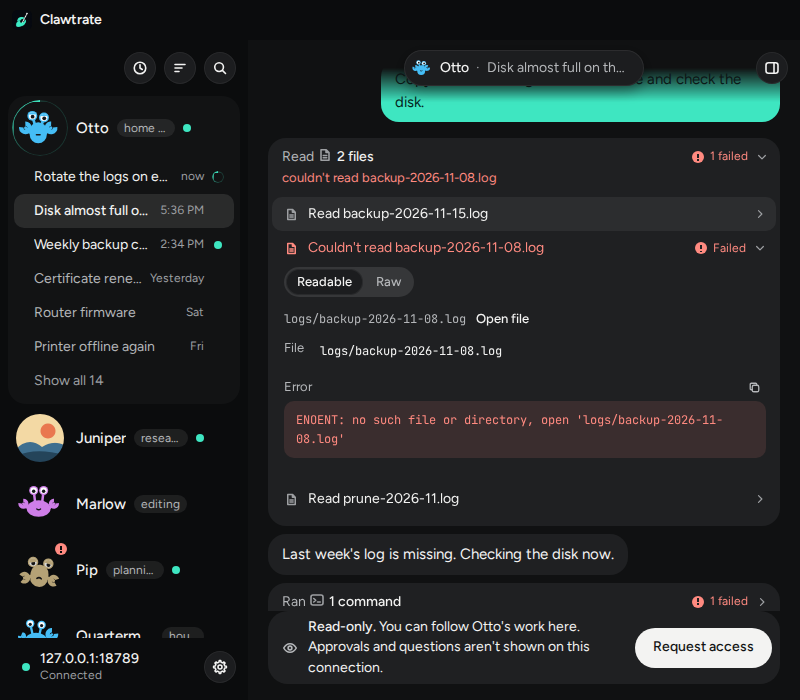 Clawtrate
Otto
home ...
Rotate the logs on e...
now
Disk almost full o...
5:36 PM
Weekly backup c...
2:34 PM
Certificate rene...
Yesterday
Router firmware
Sat
Printer offline again
Fri
Show all 14
Juniper
resea...
Marlow
editing
Pip
planni...
Quarterm
hou...
127.0.0.1:18789
Connected
Otto · Disk almost full on th...
and check the
disk.
Read 2 files
1 failed
couldn't read backup-2026-11-08.log
Read backup-2026-11-15.log
Couldn't read backup-2026-11-08.log
Failed
Readable
Raw
logs/backup-2026-11-08.log Open file
File logs/backup-2026-11-08.log
Error
ENOENT: no such file or directory, open 'logs/backup-2026-11-
08.log'
Read prune-2026-11.log
Last week's log is missing. Checking the disk now.
Ran 1 command
1 failed
Read-only. You can follow Otto's work here.
Approvals and questions aren't shown on this
connection.
Request access